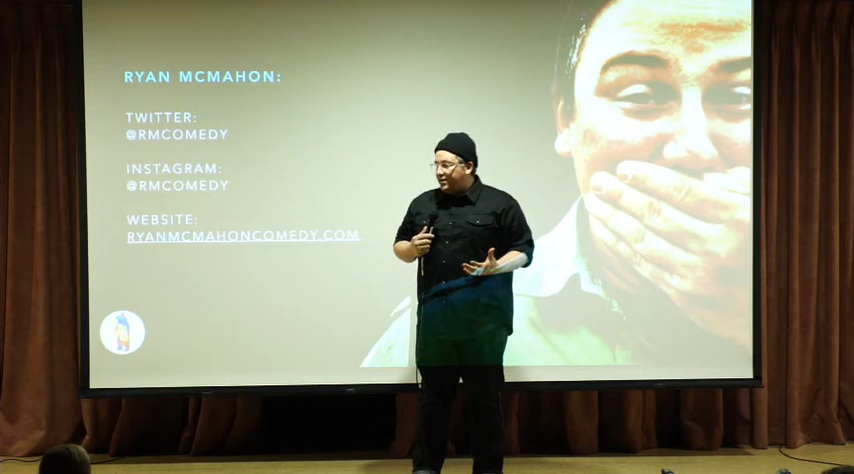 RYAN MCMAHON:
TWITTER:
@RMCOMEDY
INSTAGRAM:
@RMCOMEDY
WEBSITE:
RYANMCMAHONCOMEDY.COM